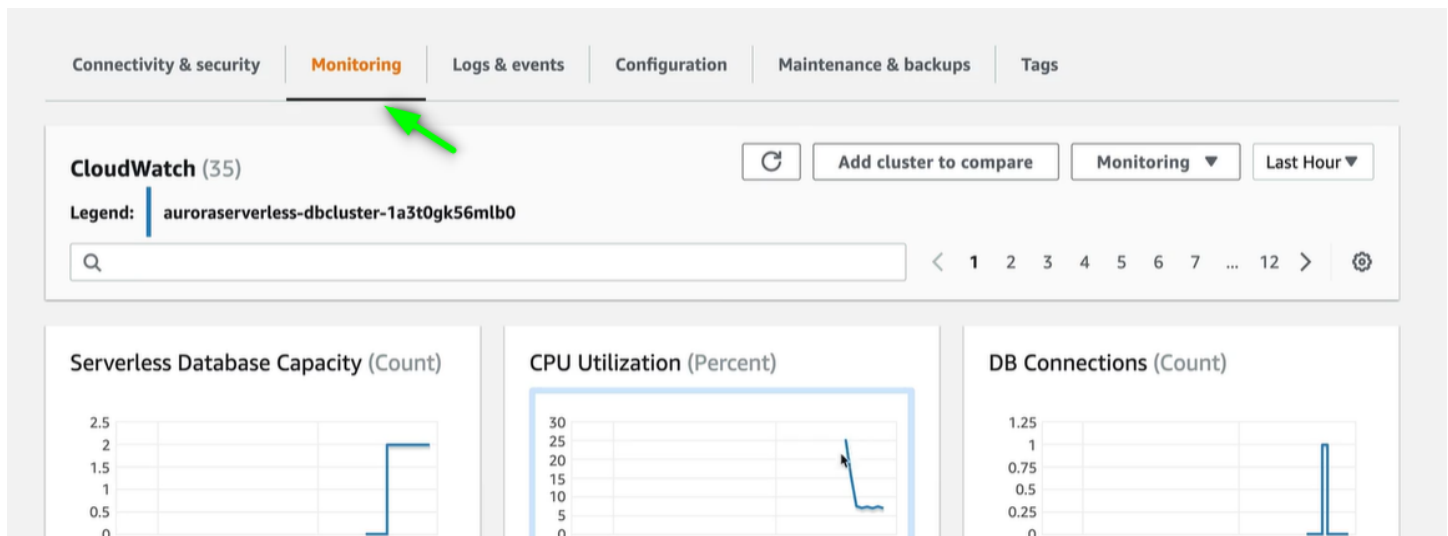 Connectivity & security Monitoring Logs & events Configuration Maintenance & backups Tags
CloudWatch (35) Add cluster to compare Monitoring ▼ Last Hour▼
Legend: auroraserverless-dbcluster-1a3t0gk56mlb0
1 2 3 4 5 6 7 ... 12
Serverless Database Capacity (Count)
2.5
2
1.5
1
0.5
0
CPU Utilization (Percent)
30
25
20
15
10
5
0
DB Connections (Count)
1.25
1
0.75
0.5
0.25
0